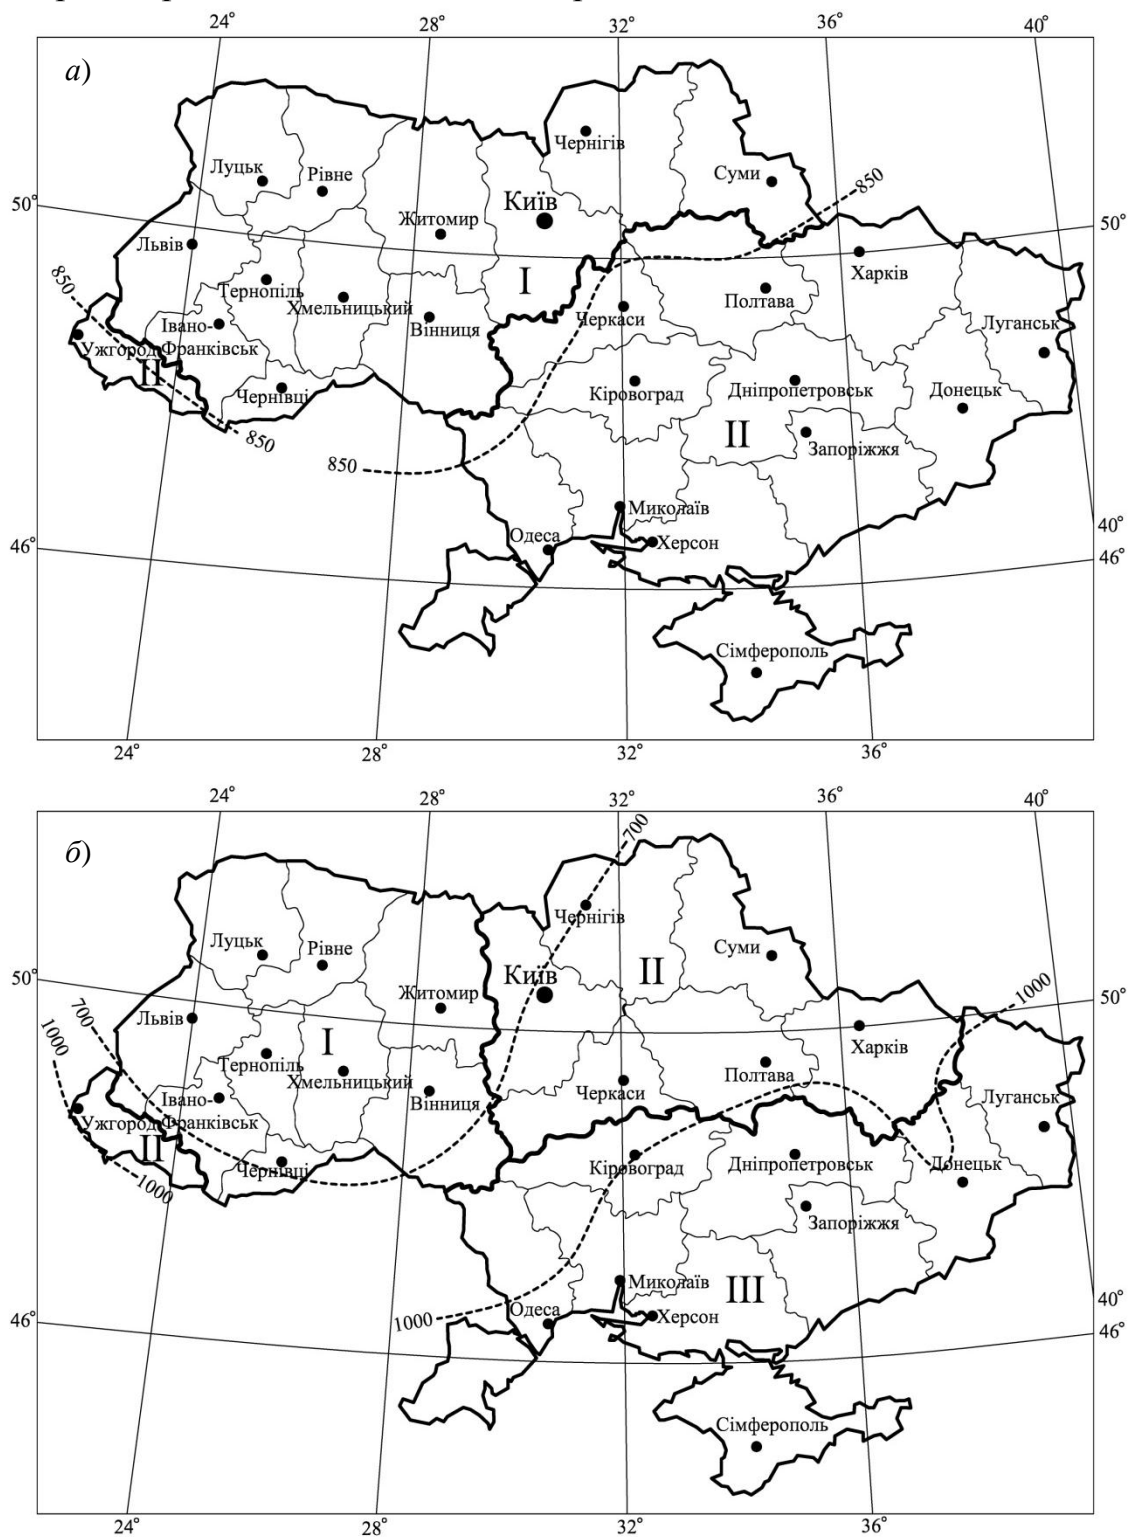 24° 28° 32° 36° 40°
а)
Чернігів
Суми
850
Луцьк
Рівне
50°
Київ
Житомир
50°
Львів
Харків
850
Тернопіль
I
Хмельницький
Полтава
Івано-
Франківськ
Вінниця
Черкаси
Луганськ
Ужгород
II
Чернівці
Кіровоград
Дніпропетровськ
Донецьк
850
850
II
Запоріжжя
Миколаїв
Одеса
Херсон
40°
46°
46°
Сімферополь
24° 28° 32° 36°
24° 28° 32° 36° 40°
б)
700
Чернігів
Луцьк
Рівне
Суми
II
50°
Київ
1000
50°
Житомир
700
1000
Львів
I
Харків
Тернопіль
Хмельницький
Полтава
Івано-
Франківськ
Вінниця
Черкаси
Луганськ
Ужгород
II
Чернівці
1000
Кіровоград
Дніпропетровськ
Донецьк
Запоріжжя
Миколаїв
III
1000
Одеса
Херсон
40°
46°
46°
Сімферополь
24° 28° 32° 36°